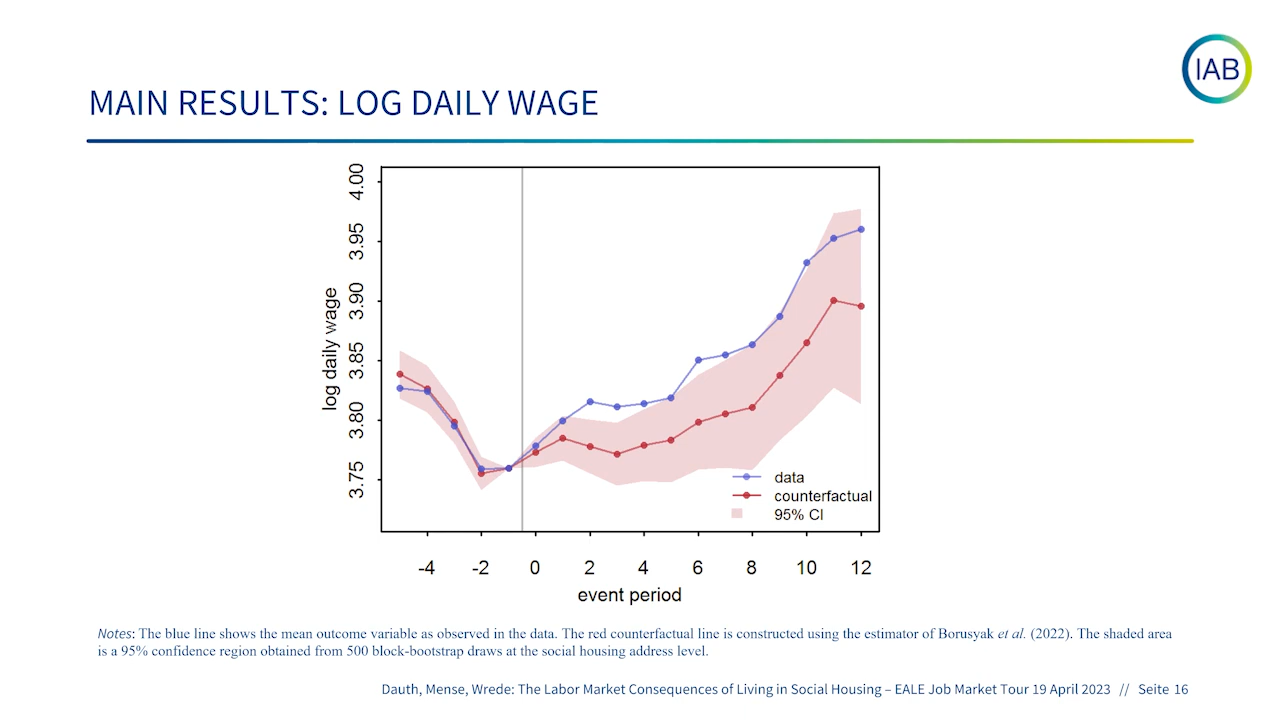 IAB
MAIN RESULTS: LOG DAILY WAGE
4.00
3.95
3.90
3.85
3.80
3.75
log daily wage
data
counterfactual
95% CI
-4 -2 0 2 4 6 8 10 12
event period
Notes: The blue line shows the mean outcome variable as observed in the data. The red counterfactual line is constructed using the estimator of Borusyak et al. (2022). The shaded area
is a 95% confidence region obtained from 500 block-bootstrap draws at the social housing address level.
Dauth, Mense, Wrede: The Labor Market Consequences of Living in Social Housing – EALE Job Market Tour 19 April 2023 // Seite 16